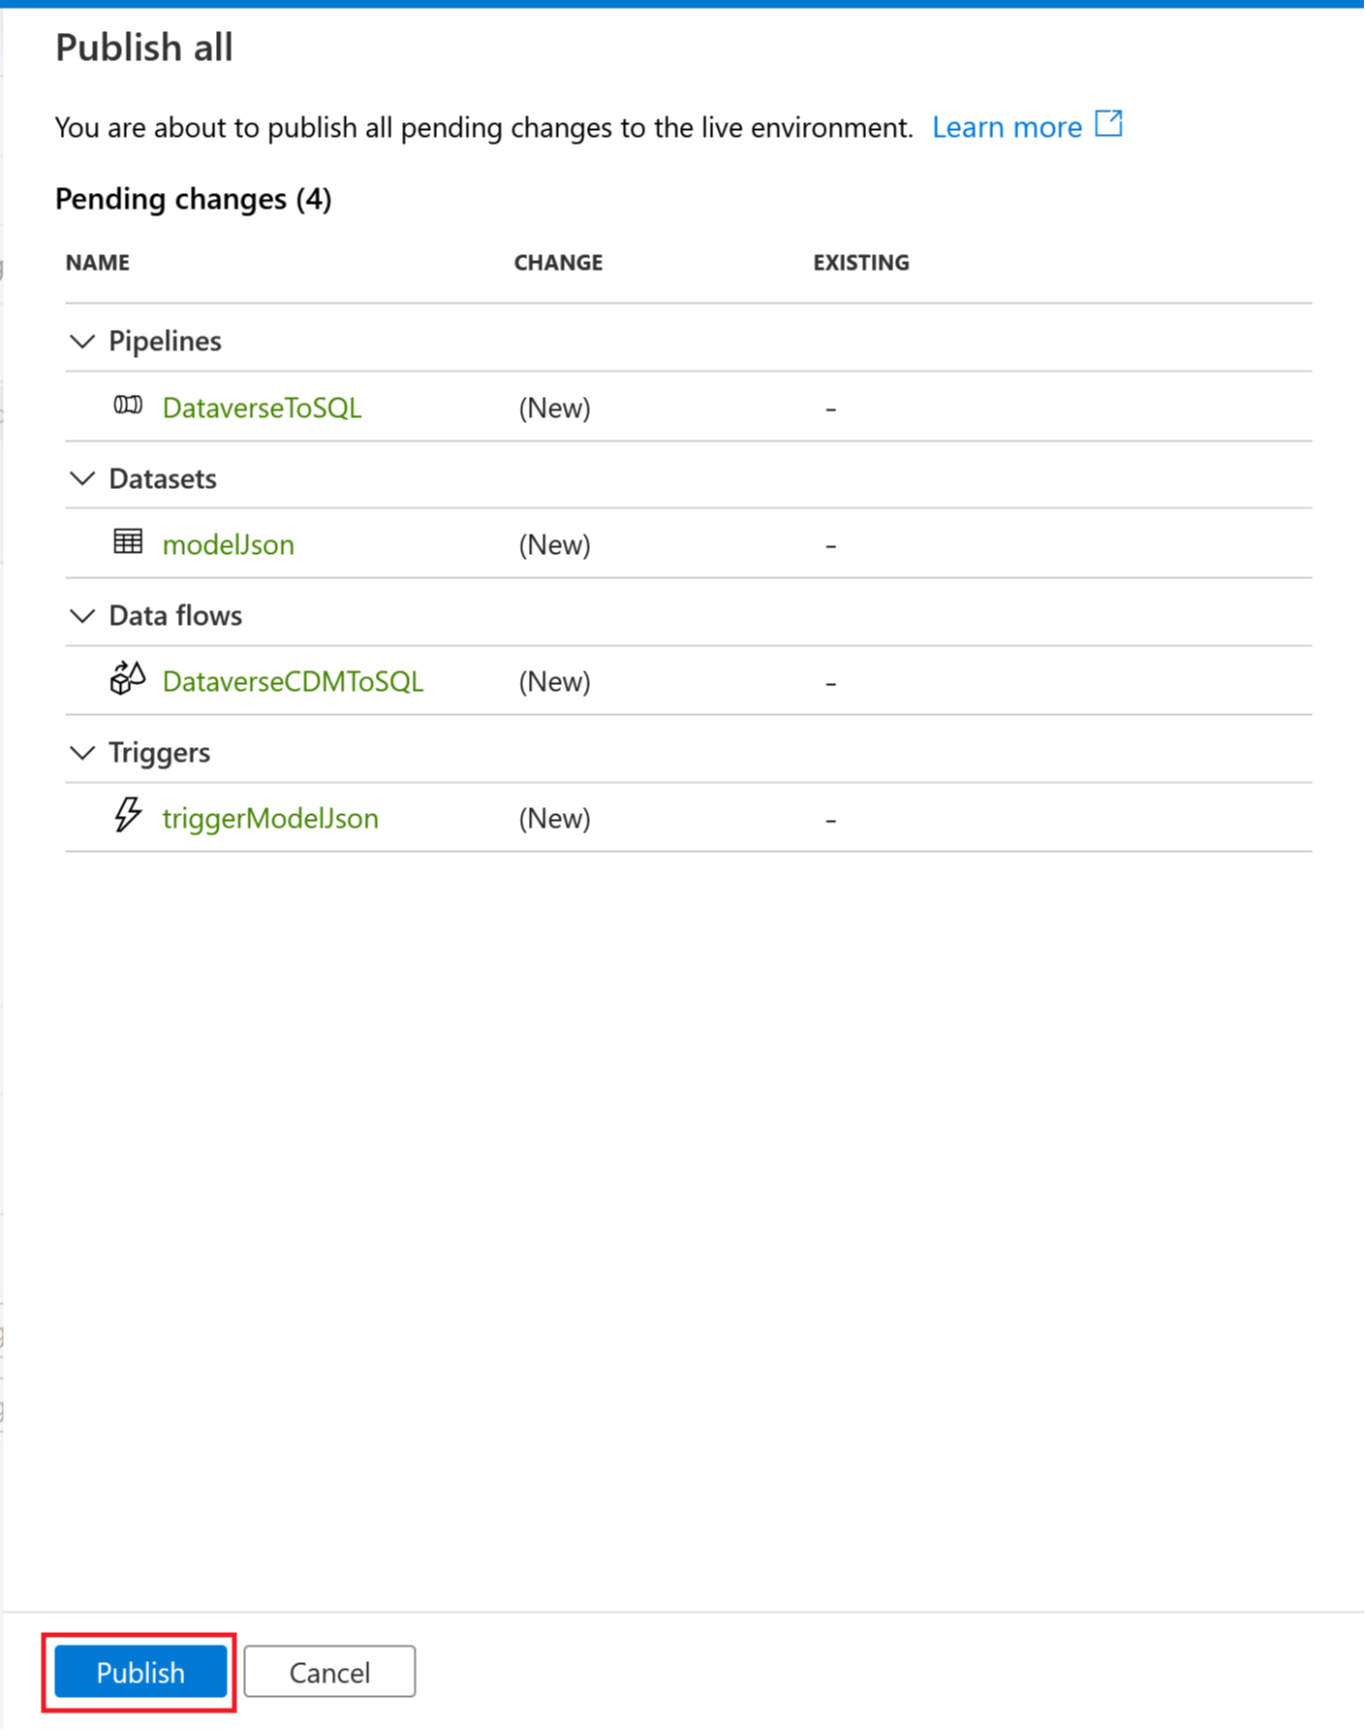 Publish all
You are about to publish all pending changes to the live environment. Learn more
Pending changes (4)
NAME CHANGE EXISTING
Pipelines
DataverseToSQL (New) -
Datasets
modelJson (New) -
Data flows
DataverseCDMToSQL (New) -
Triggers
triggerModelJson (New) -
Publish Cancel